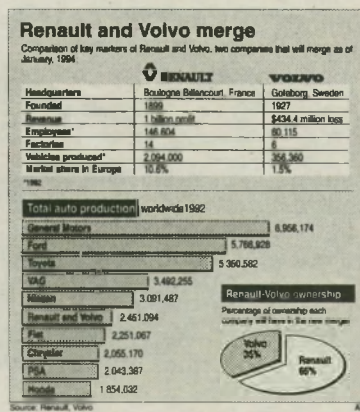 Renault and Volvo merge
Comparison of key markers of Renault and Volvo, two companies that will merge as of
January, 1994:
RENAULT VOLVO
Headquarters Boulogne Billancourt, France Goteborg, Sweden
Founded 1899 1927
Revenue 1 billion profit $434.4 million loss
Employees* 146,604 60,115
Factories 14 6
Vehicles produced* 2,094,000 356,360
Market share in Europe 10.6% 1.5%
*1992
Total auto production worldwide 1992
General Motors 6,956,174
Ford 5,766,928
Toyota 5,360,582
VAG 3,492,255
Nissan 3,091,487
Renault and Volvo 2,451,094
Fiat 2,251,067
Chrysler 2,055,170
PSA 2,043,387
Honda 1,854,032
Renault-Volvo ownership
Percentage of ownership each
company will have in the new merger
Volvo
35%
Renault
65%
Source: Renault, Volvo